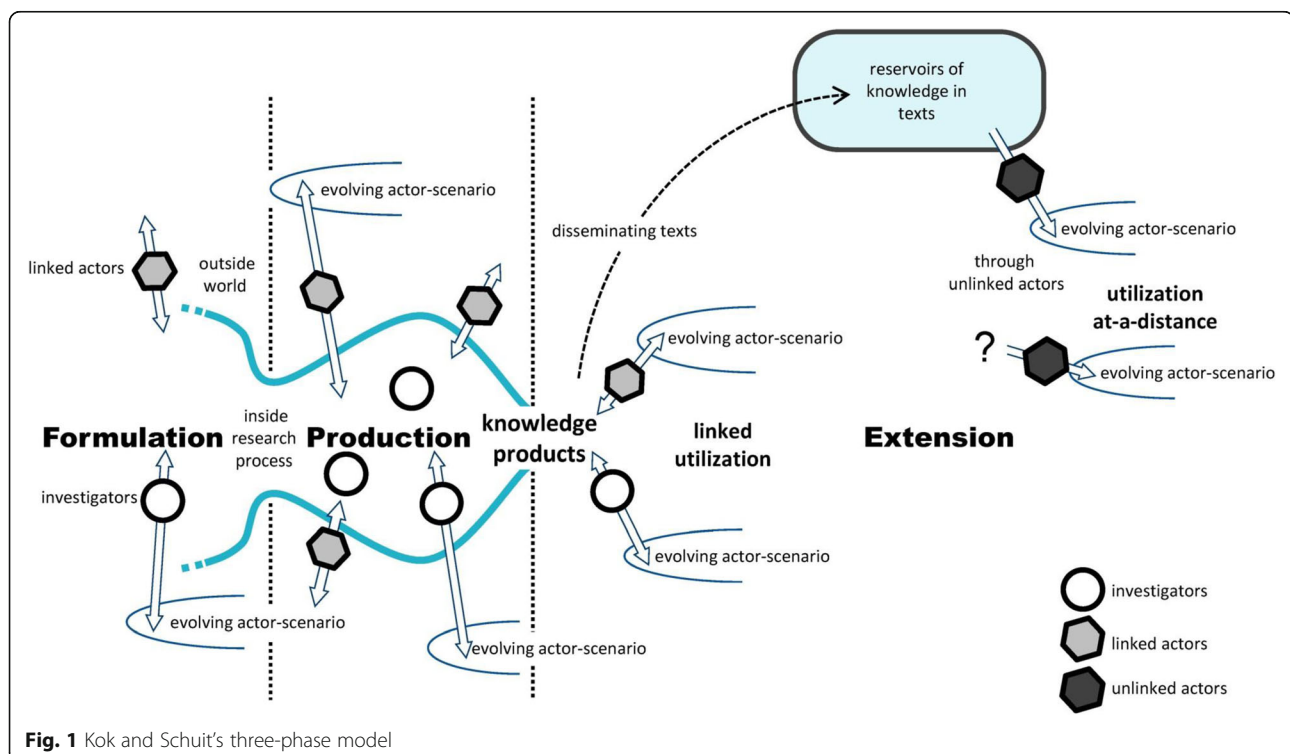 reservoirs of
knowledge in
texts
evolving actor-scenario
linked actors
outside
world
disseminating texts
evolving actor-scenario
through
unlinked actors
utilization
at-a-distance
evolving actor-scenario
?
evolving actor-scenario
Formulation
inside
research
process
Production
knowledge
products
linked
utilization
Extension
investigators
evolving actor-scenario
evolving actor-scenario
evolving actor-scenario
investigators
linked actors
unlinked actors
Fig. 1 Kok and Schuit's three-phase model